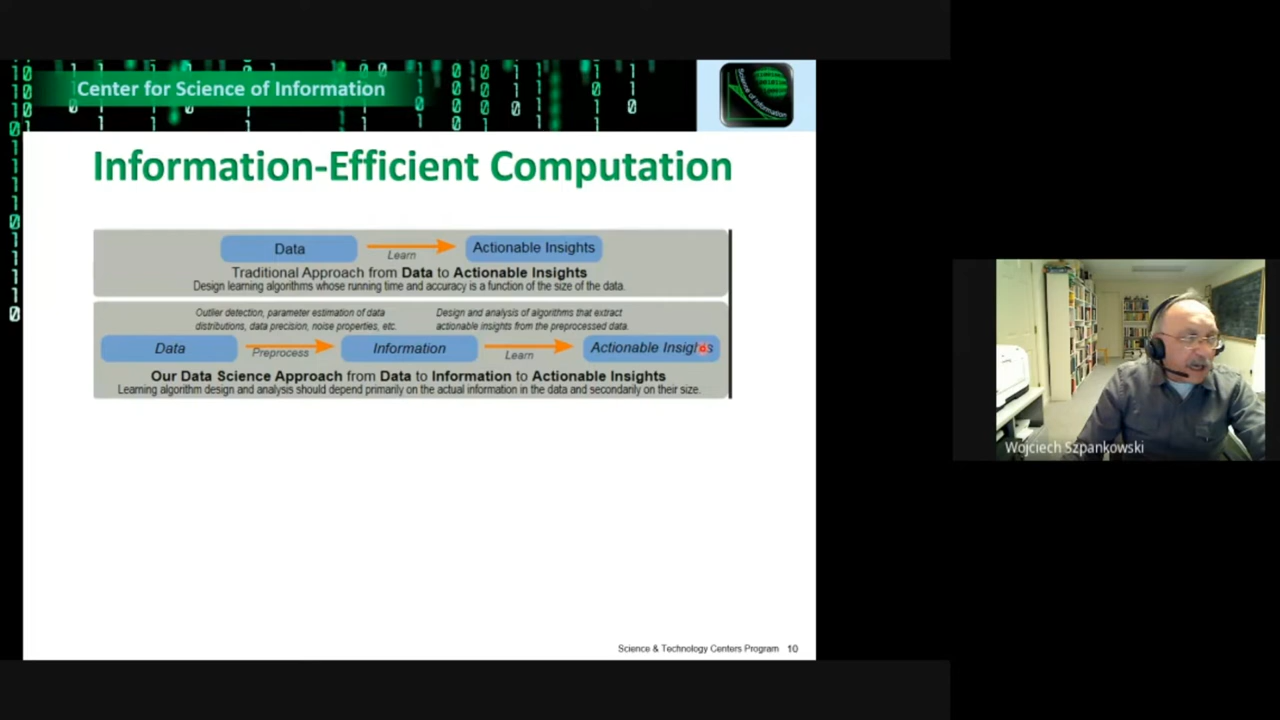 Center for Science of Information
Science of Information
Information-Efficient Computation
Data
Learn
Actionable Insights
Traditional Approach from Data to Actionable Insights
Design learning algorithms whose running time and accuracy is a function of the size of the data.
Outlier detection, parameter estimation of data
distributions, data precision, noise properties, etc.
Design and analysis of algorithms that extract
actionable insights from the preprocessed data.
Data
Preprocess
Information
Learn
Actionable Insights
Our Data Science Approach from Data to Information to Actionable Insights
Learning algorithm design and analysis should depend primarily on the actual information in the data and secondarily on their size.
Wojciech Szpankowski
Science & Technology Centers Program 10